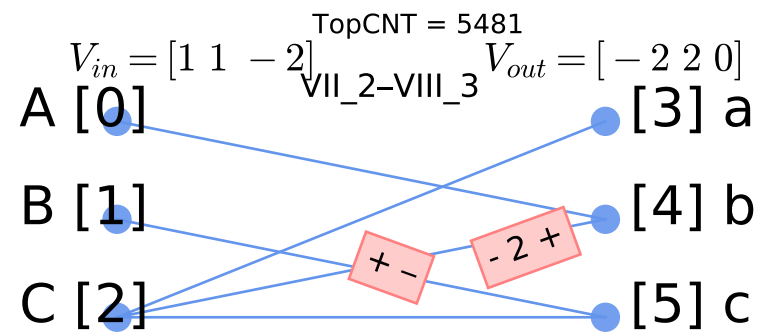 TopCNT = 5481
V_in = [1 1 − 2] V_out = [ − 2 2 0]
VII_2–VIII_3
A [0] [3] a
B [1] [4] b
+ − - 2 +
C [2] [5] c